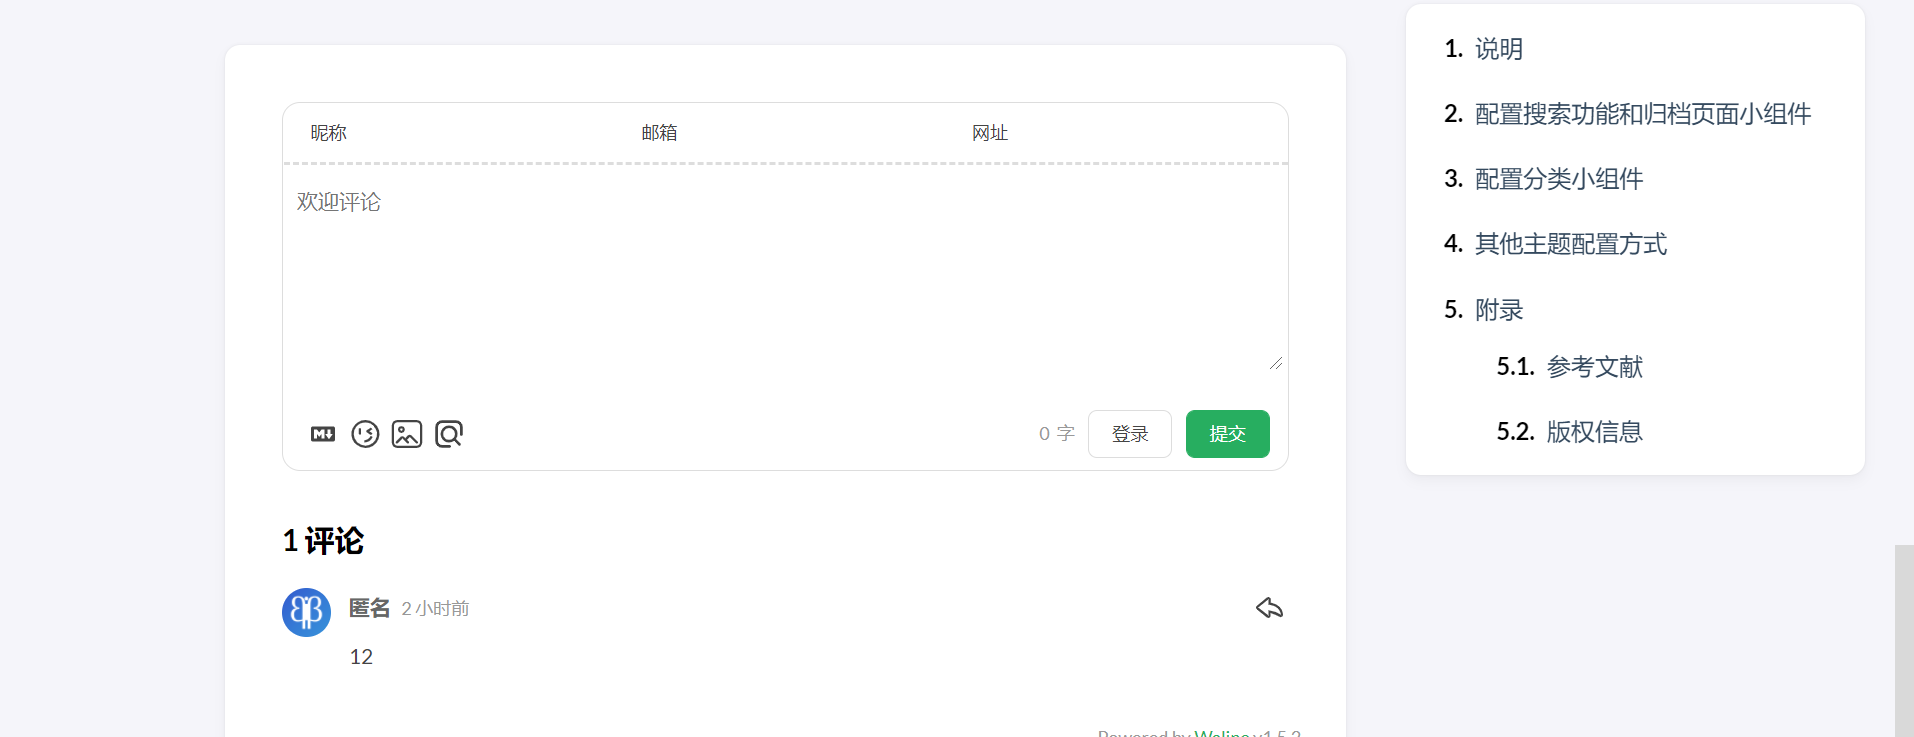 昵称 邮箱 网址
欢迎评论
M↓
0 字 登录 提交
1 评论
匿名 2 小时前
12
Powered by Waline v1.5.2
1. 说明
2. 配置搜索功能和归档页面小组件
3. 配置分类小组件
4. 其他主题配置方式
5. 附录
5.1. 参考文献
5.2. 版权信息